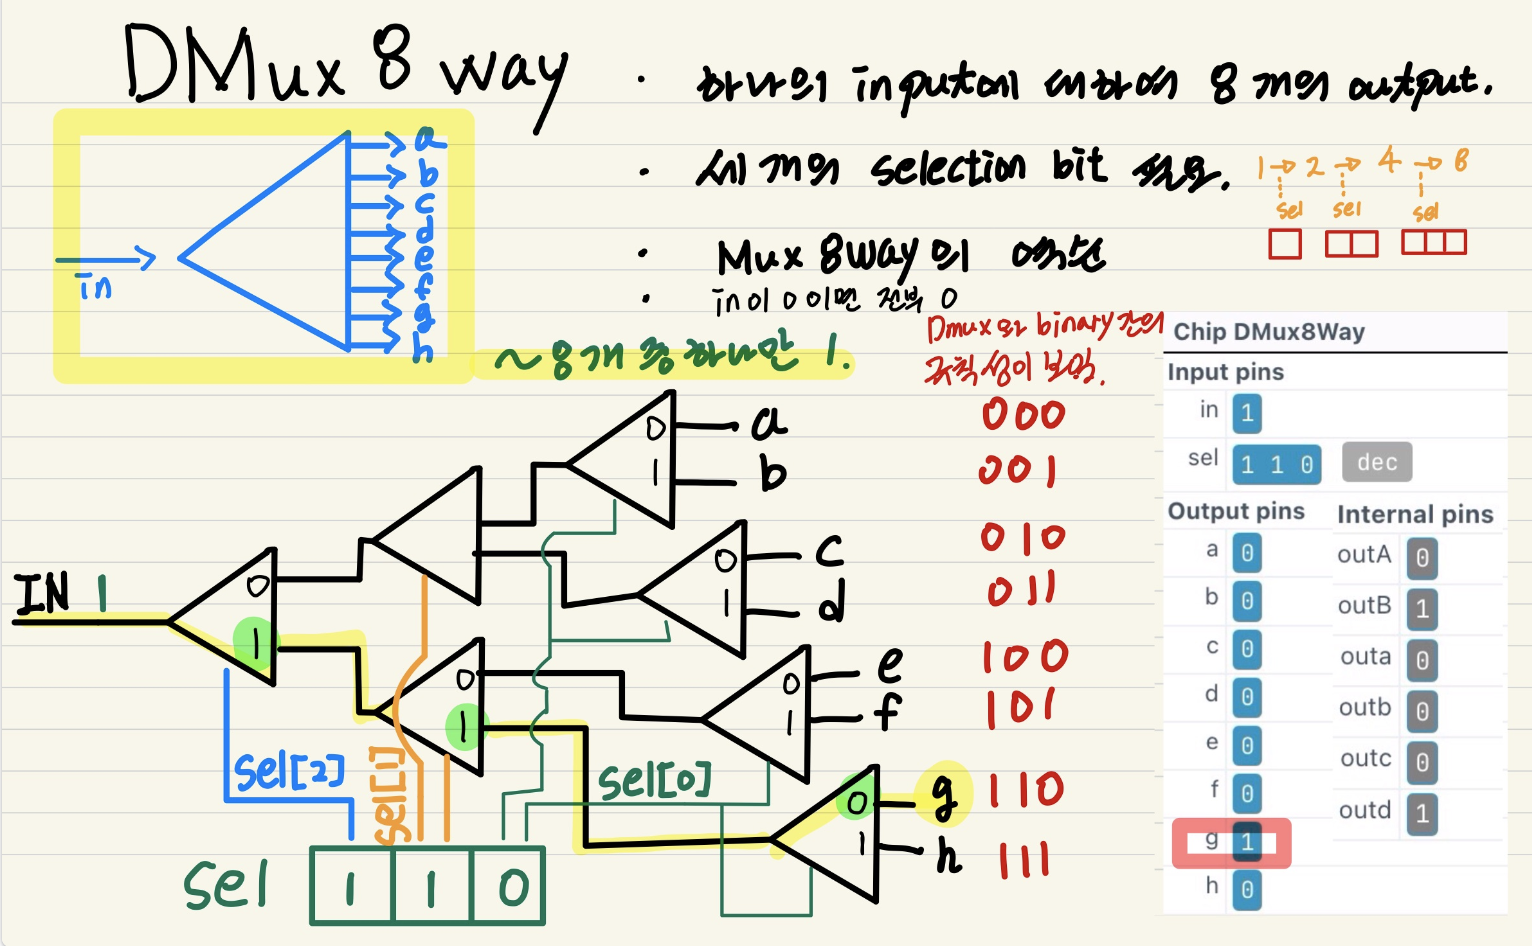 DMux 8 way
· 하나의 input에 대하여 8개의 output.
· 세 개의 selection bit 필요.
· Mux 8Way의 역순
· in이 0이면 전부 0
~8개 중 하나만 1.
1 → 2 → 4 → 8
sel sel sel
in
a
b
c
d
e
f
g
h
Dmux와 binary 간의
규칙성이 보임.
IN 1
0
1
0
1
0
1
0
1
0
1
0
1
a 000
b 001
c 010
d 011
e 100
f 101
g 110
h 111
sel[2]
sel[1]
sel[0]
sel 1 1 0
Chip DMux8Way
Input pins
in 1
sel 1 1 0 dec
Output pins Internal pins
a 0 outA 0
b 0 outB 1
c 0 outa 0
d 0 outb 0
e 0 outc 0
f 0 outd 1
g 1
h 0